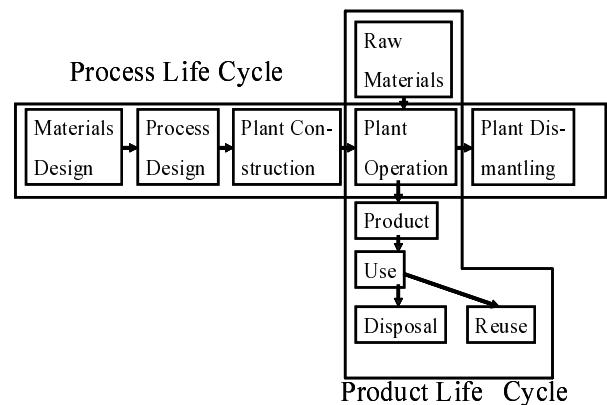 Raw
Materials
Process Life Cycle
Materials
Design
Process
Design
Plant Con-
struction
Plant
Operation
Plant Dis-
mantling
Product
Use
Disposal
Reuse
Product Life Cycle